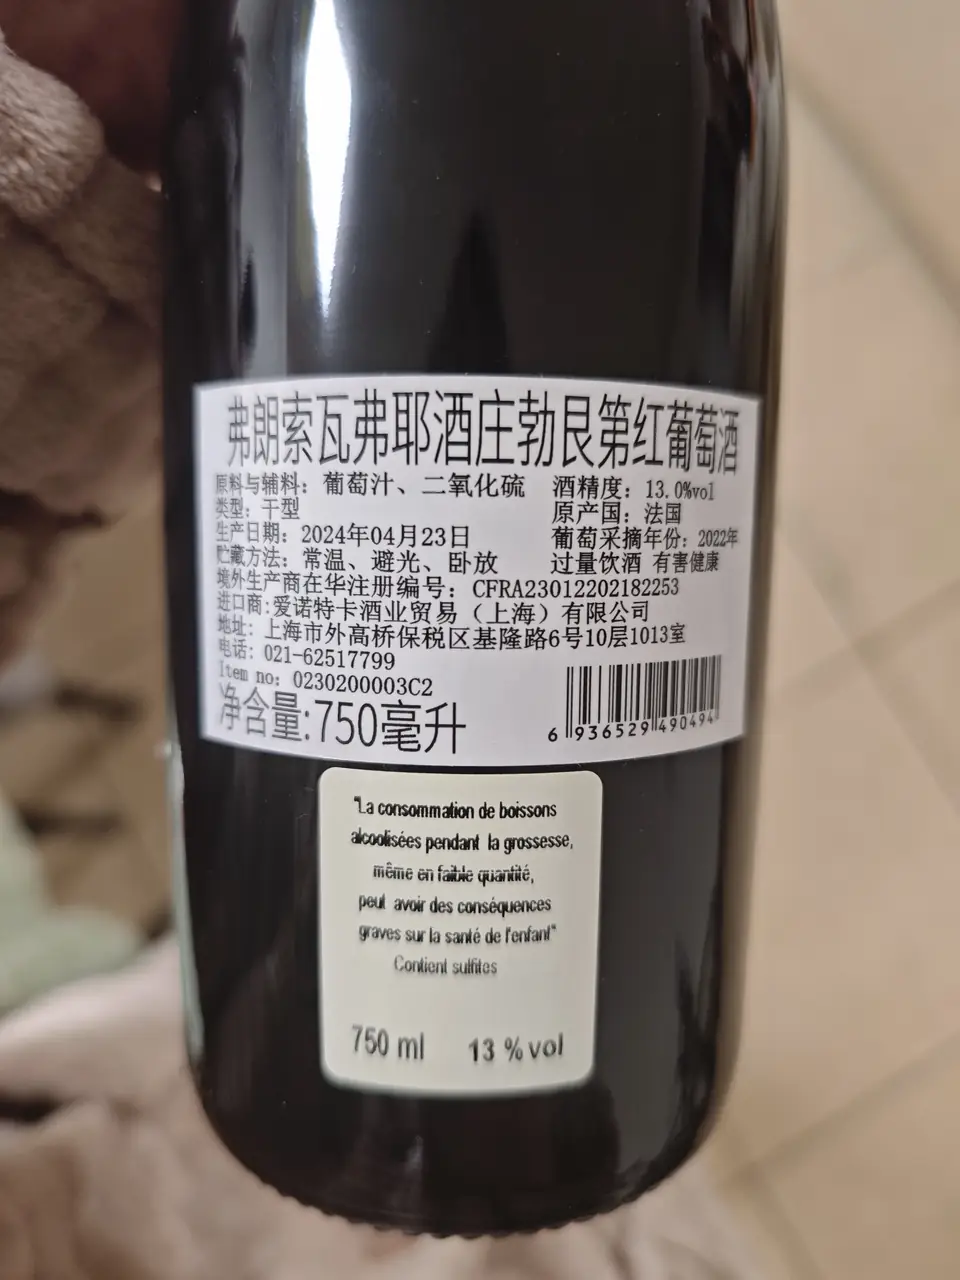 弗朗索瓦弗耶酒庄勃艮第红葡萄酒
原料与辅料：葡萄汁、二氧化硫 酒精度：13.0%vol
类型：干型 原产国：法国
生产日期：2024年04月23日 葡萄采摘年份：2022年
贮藏方法：常温、避光、卧放 过量饮酒 有害健康
境外生产商在华注册编号：CFRA23012202182253
进口商:爱诺特卡酒业贸易（上海）有限公司
地址：上海市外高桥保税区基隆路6号10层1013室
电话：021-62517799
Item no：0230200003C2
净含量:750毫升
6 936529 490494
"La consommation de boissons
alcoolisées pendant la grossesse,
même en faible quantité,
peut avoir des conséquences
graves sur la santé de l'enfant"
Contient sulfites
750 ml 13 % vol